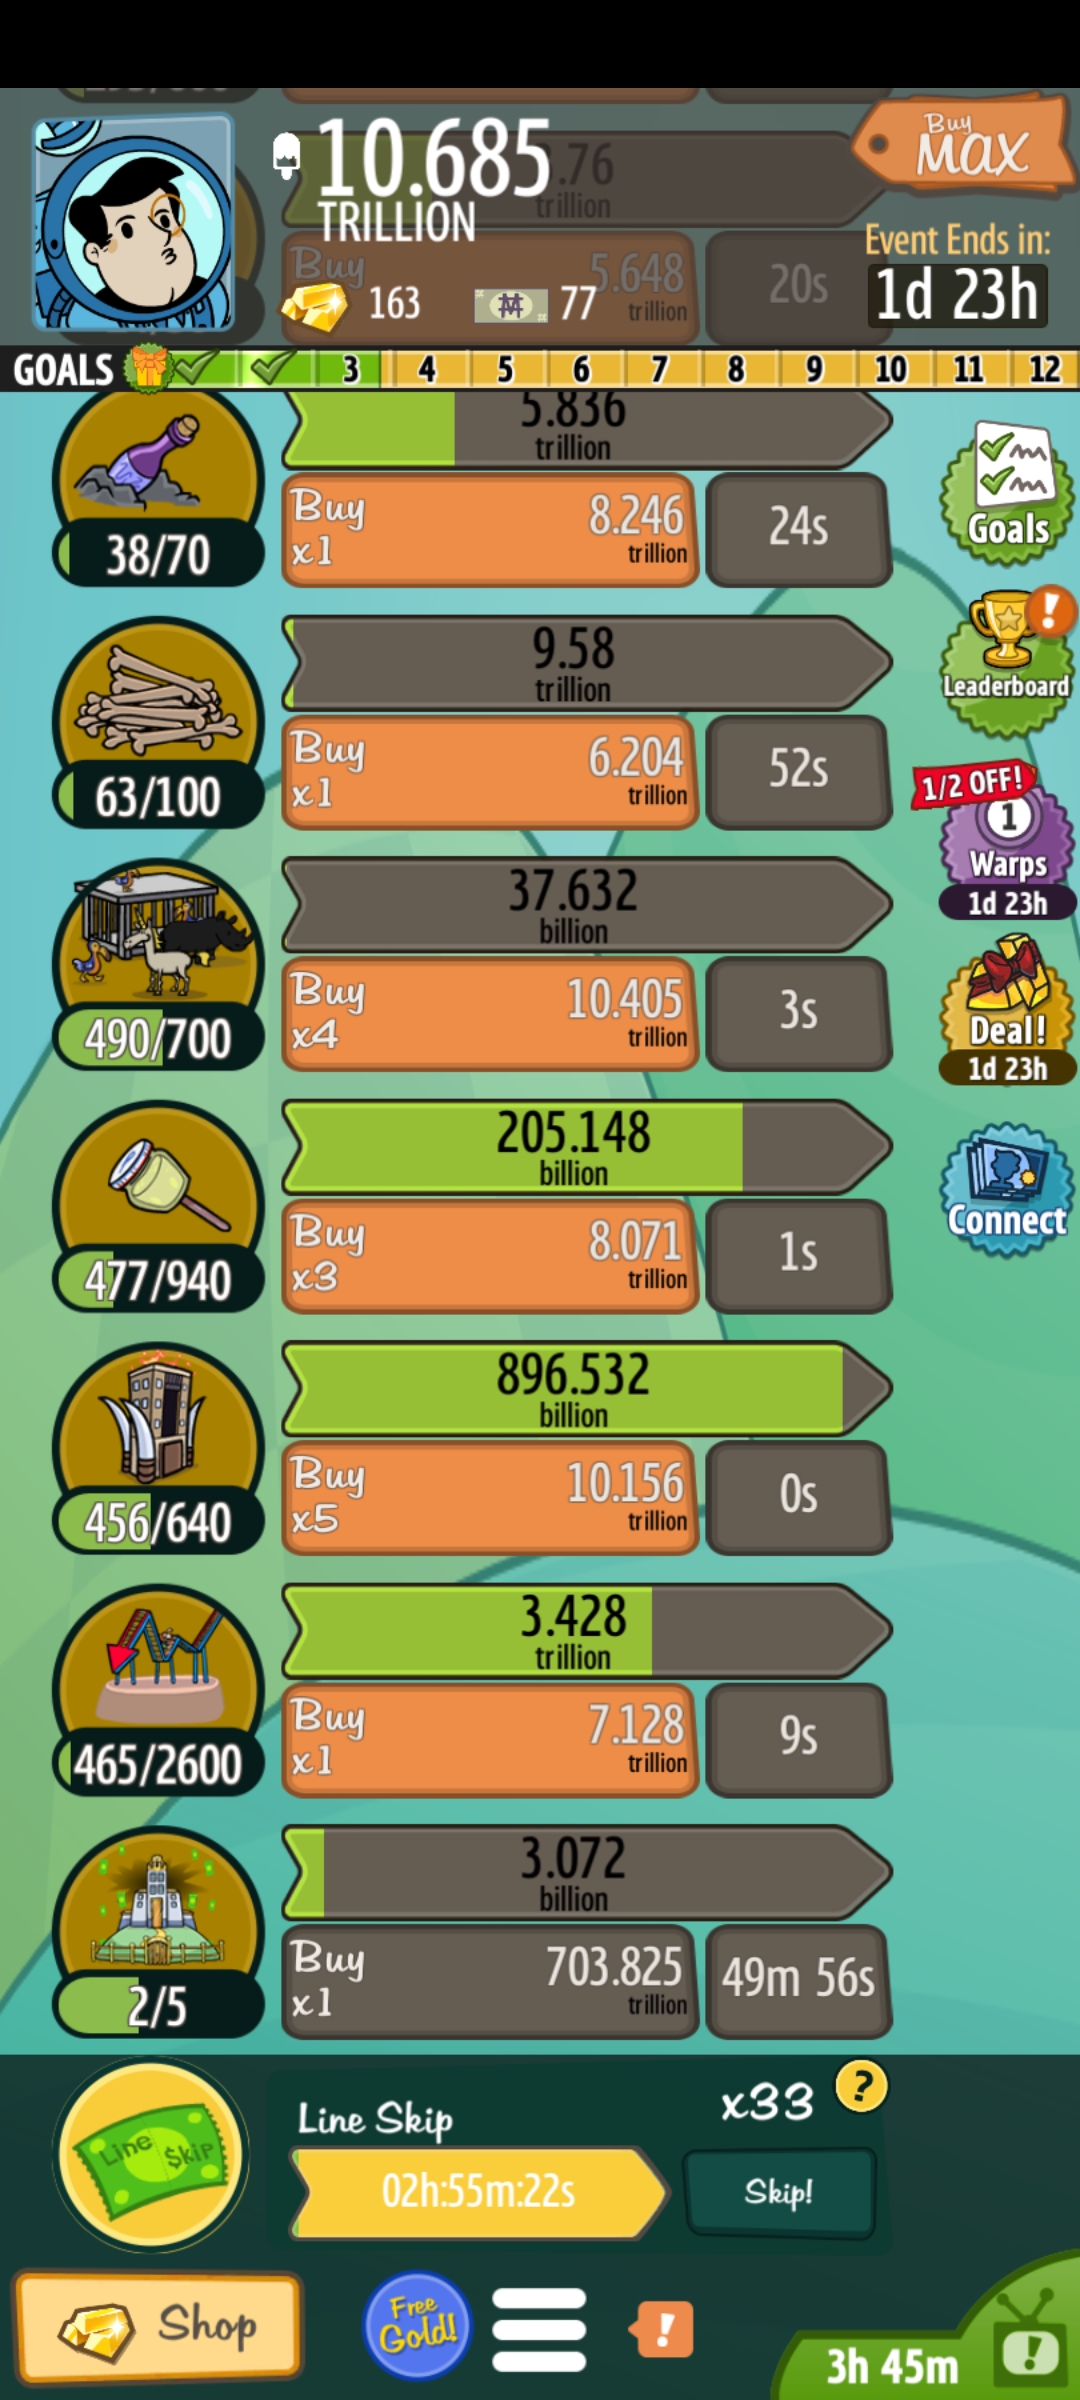 Buy
MAX
10.685
TRILLION
.76
trillion
Buy
5.648
trillion
20s
163
77
Event Ends in:
1d 23h
GOALS
3
4
5
6
7
8
9
10
11
12
5.836
trillion
Buy
x1
8.246
trillion
24s
38/70
Goals
9.58
trillion
Buy
x1
6.204
trillion
52s
63/100
!
Leaderboard
1/2 OFF!
1
Warps
1d 23h
37.632
billion
Buy
x4
10.405
trillion
3s
490/700
Deal!
1d 23h
205.148
billion
Buy
x3
8.071
trillion
1s
477/940
Connect
896.532
billion
Buy
x5
10.156
trillion
0s
456/640
3.428
trillion
Buy
x1
7.128
trillion
9s
465/2600
3.072
billion
Buy
x1
703.825
trillion
49m 56s
2/5
Line $kip
Line Skip
x33
?
02h:55m:22s
Skip!
Shop
Free
Gold!
!
3h 45m
!